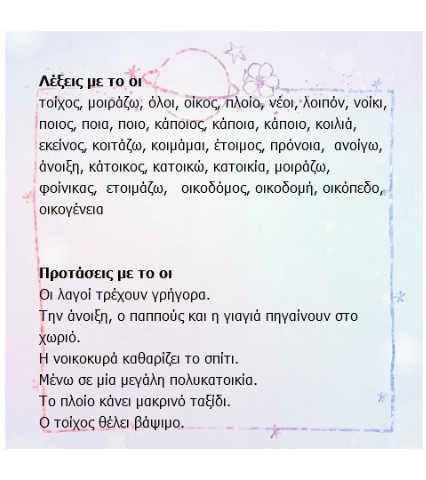 Λέξεις με το οι
τοίχος, μοιράζω, όλοι, οίκος, πλοίο, νέοι, λοιπόν, νοίκι,
ποιος, ποια, ποιο, κάποιος, κάποια, κάποιο, κοιλιά,
εκείνος, κοιτάζω, κοιμάμαι, έτοιμος, πρόνοια, ανοίγω,
άνοιξη, κάτοικος, κατοικώ, κατοικία, μοιράζω,
φοίνικας, ετοιμάζω, οικοδόμος, οικοδομή, οικόπεδο,
οικογένεια
Προτάσεις με το οι
Οι λαγοί τρέχουν γρήγορα.
Την άνοιξη, ο παππούς και η γιαγιά πηγαίνουν στο
χωριό.
Η νοικοκυρά καθαρίζει το σπίτι.
Μένω σε μία μεγάλη πολυκατοικία.
Το πλοίο κάνει μακρινό ταξίδι.
Ο τοίχος θέλει βάψιμο.